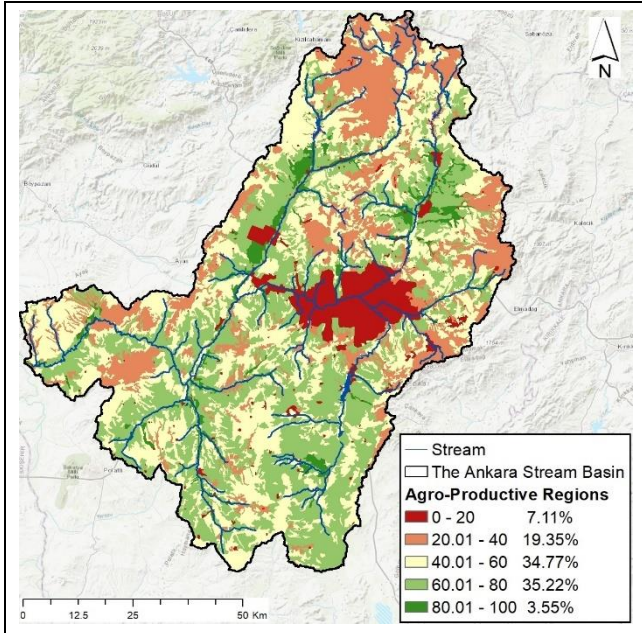 N
Stream
The Ankara Stream Basin
Agro-Productive Regions
0 - 20 7.11%
20.01 - 40 19.35%
40.01 - 60 34.77%
60.01 - 80 35.22%
80.01 - 100 3.55%
0 12.5 25 50 Km